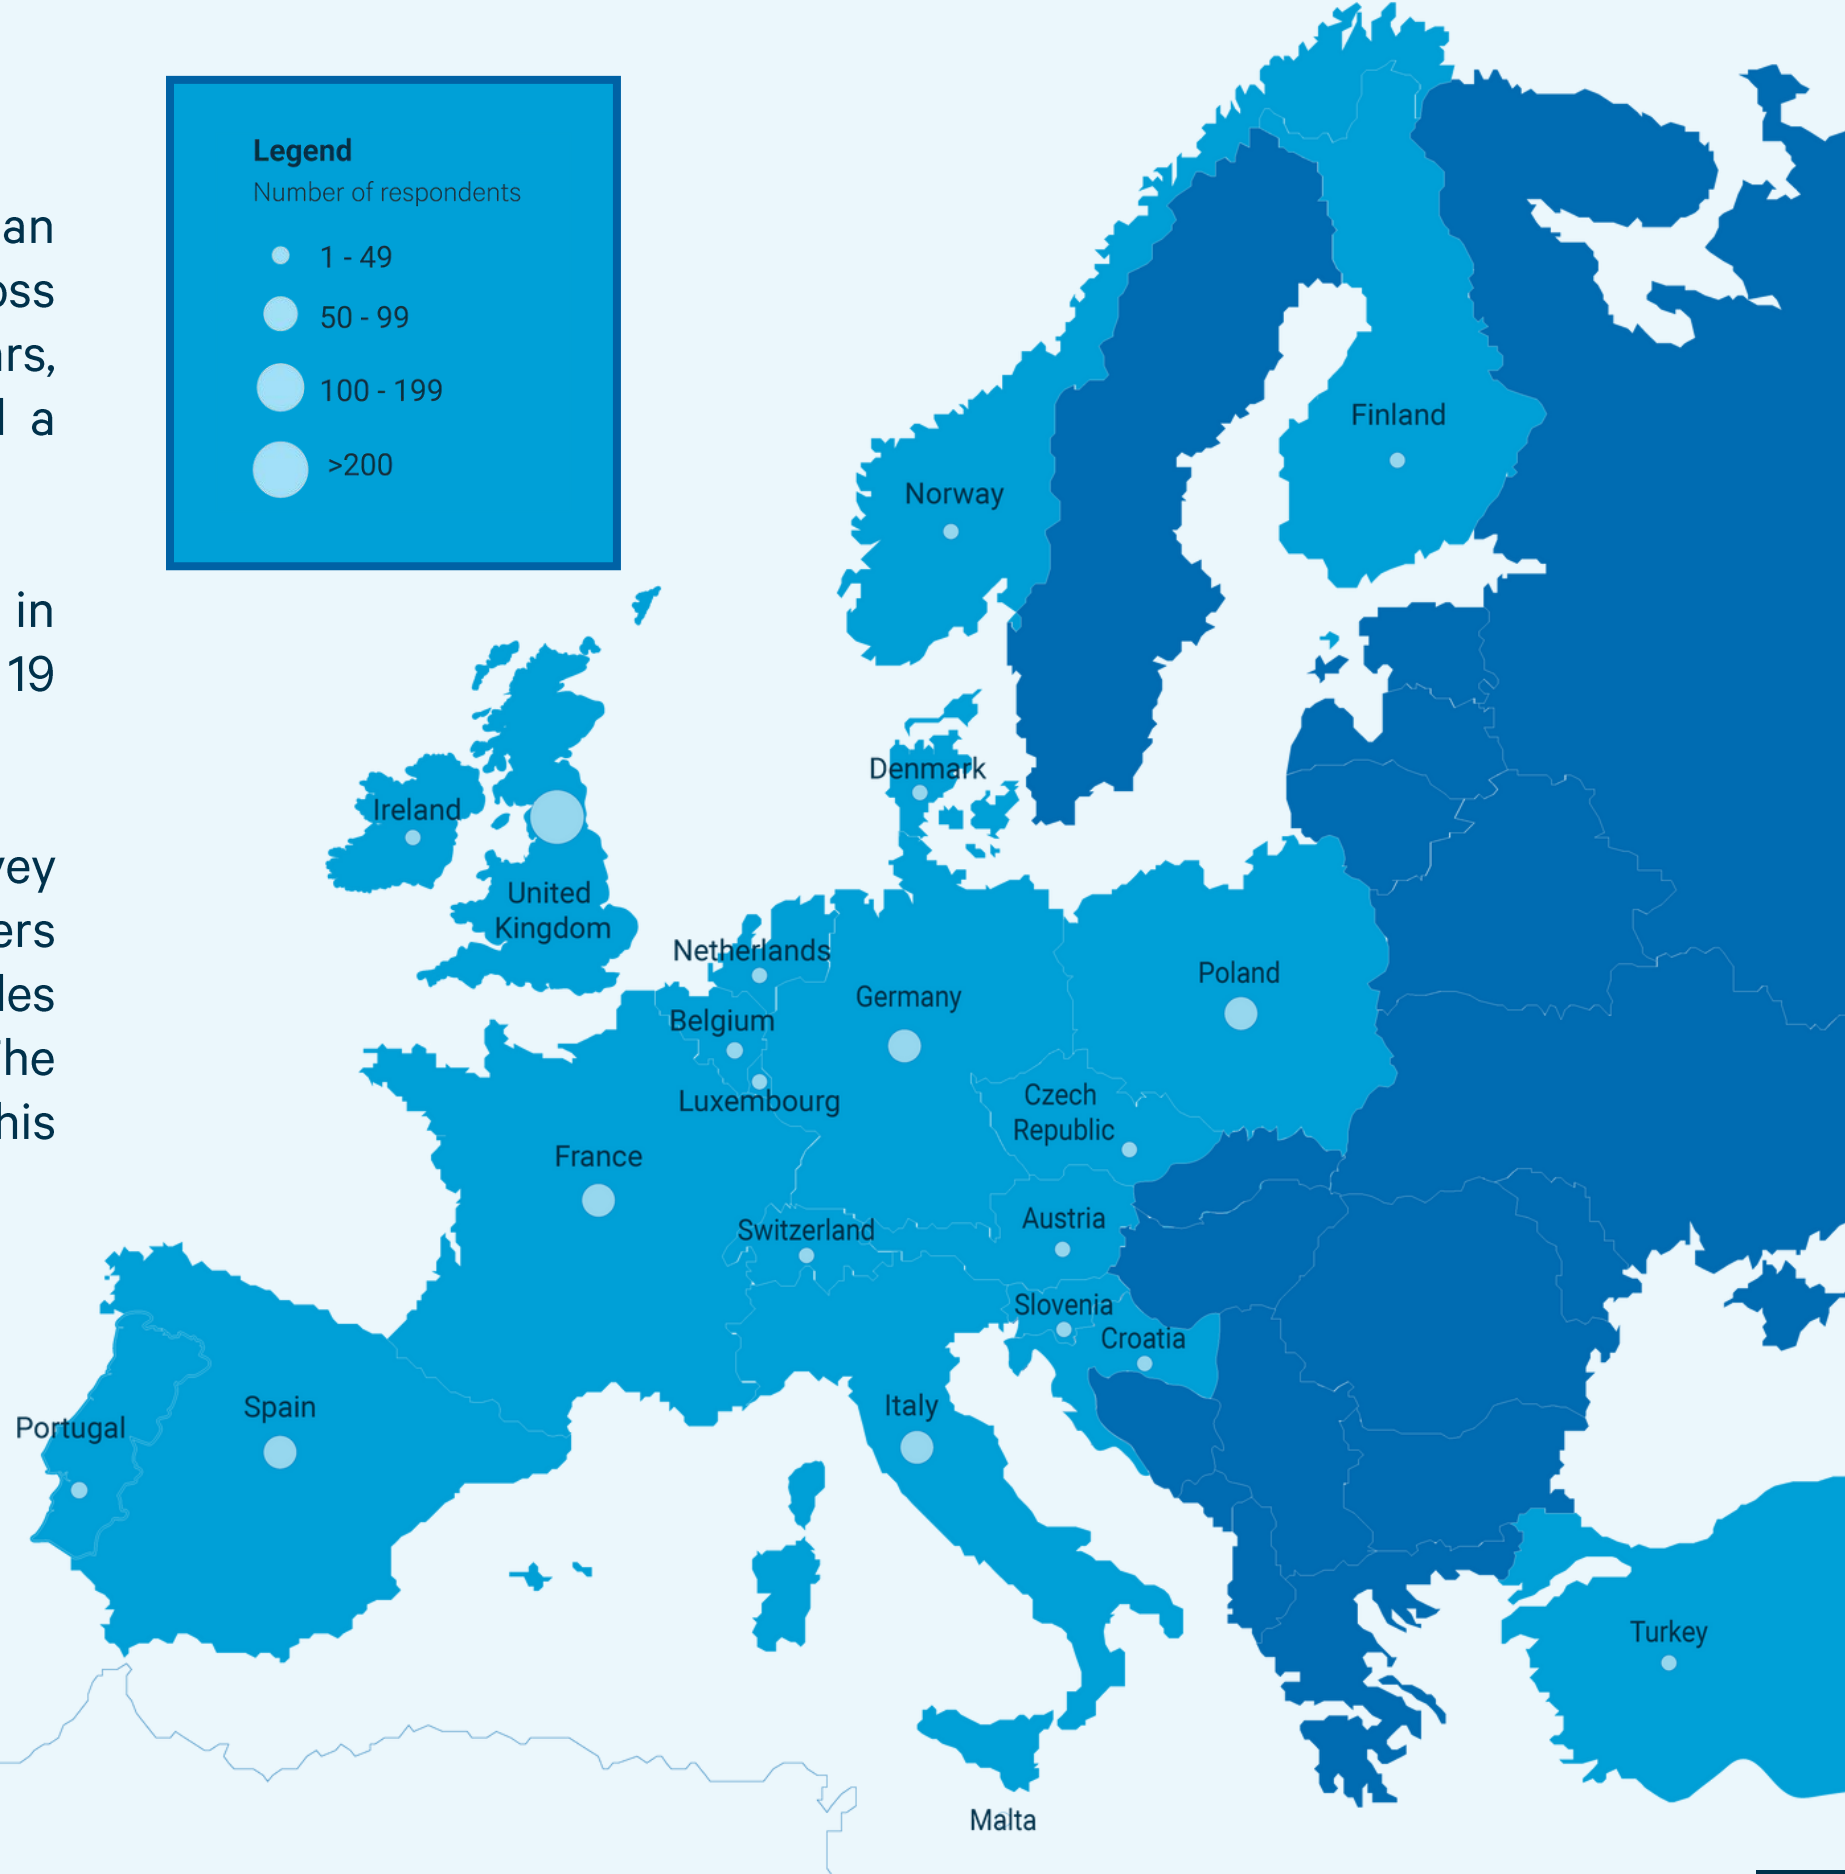 an
oss
rs,
a
in
19
vey
ers
les
he
his
Legend
Number of respondents
1 - 49
50 - 99
100 - 199
>200
Finland
Norway
Denmark
Ireland
United
Kingdom
Netherlands
Poland
Germany
Belgium
Luxembourg
Czech
Republic
France
Switzerland
Austria
Slovenia
Croatia
Italy
Spain
Portugal
Turkey
Malta